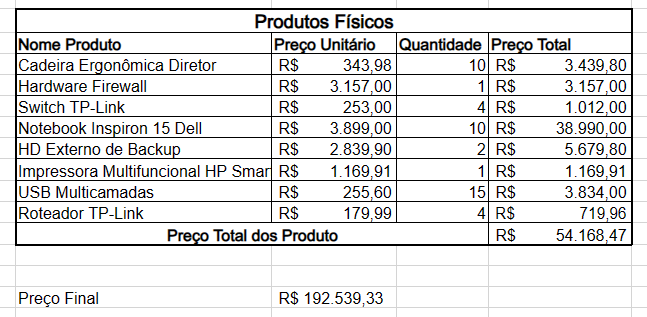 Produtos Físicos
Nome Produto Preço Unitário Quantidade Preço Total
Cadeira Ergonômica Diretor R$ 343,98 10 R$ 3.439,80
Hardware Firewall R$ 3.157,00 1 R$ 3.157,00
Switch TP-Link R$ 253,00 4 R$ 1.012,00
Notebook Inspiron 15 Dell R$ 3.899,00 10 R$ 38.990,00
HD Externo de Backup R$ 2.839,90 2 R$ 5.679,80
Impressora Multifuncional HP Smar R$ 1.169,91 1 R$ 1.169,91
USB Multicamadas R$ 255,60 15 R$ 3.834,00
Roteador TP-Link R$ 179,99 4 R$ 719,96
Preço Total dos Produto R$ 54.168,47
Preço Final R$ 192.539,33